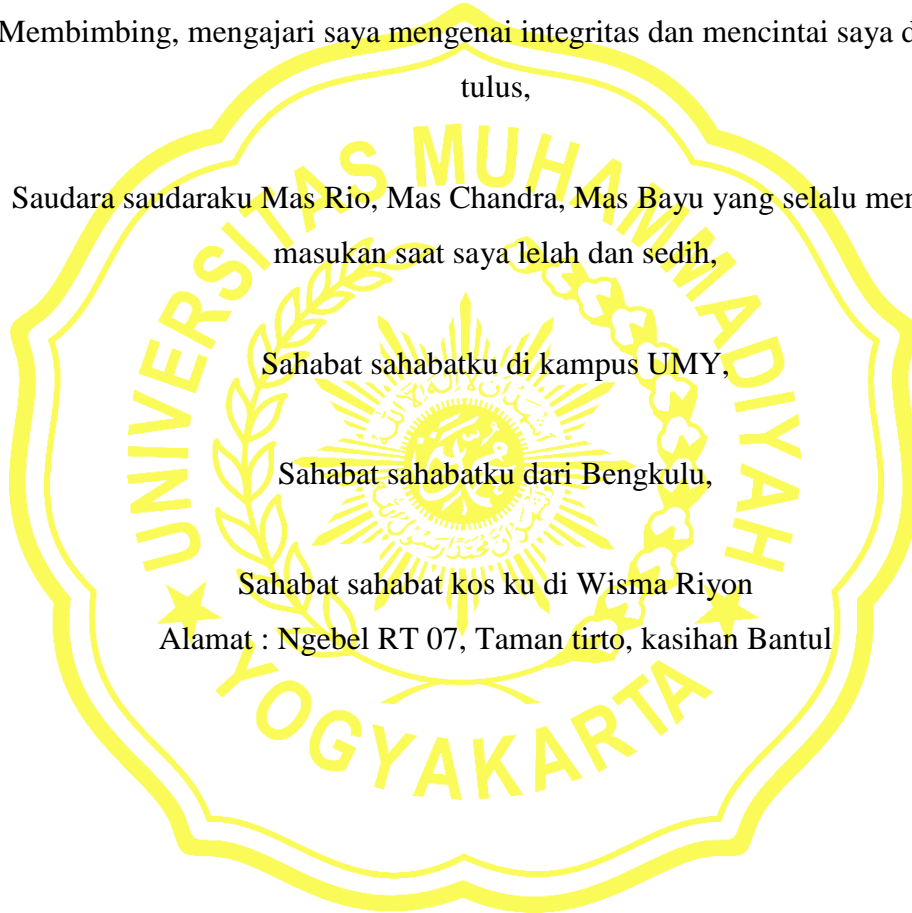 Membimbing, mengajari saya mengenai integritas dan mencintai saya
tulus,
Saudara saudaraku Mas Rio, Mas Chandra, Mas Bayu yang selalu
masukan saat saya lelah dan sedih,
Sahabat sahabatku di kampus UMY,
Sahabat sahabatku dari Bengkulu,
Sahabat sahabat kos ku di Wisma Riyon
Alamat : Ngebel RT 07, Taman tirto, kasihan Bantul
UNIVERSITAS MUHAMMADIYAH
YOGYAKARTA